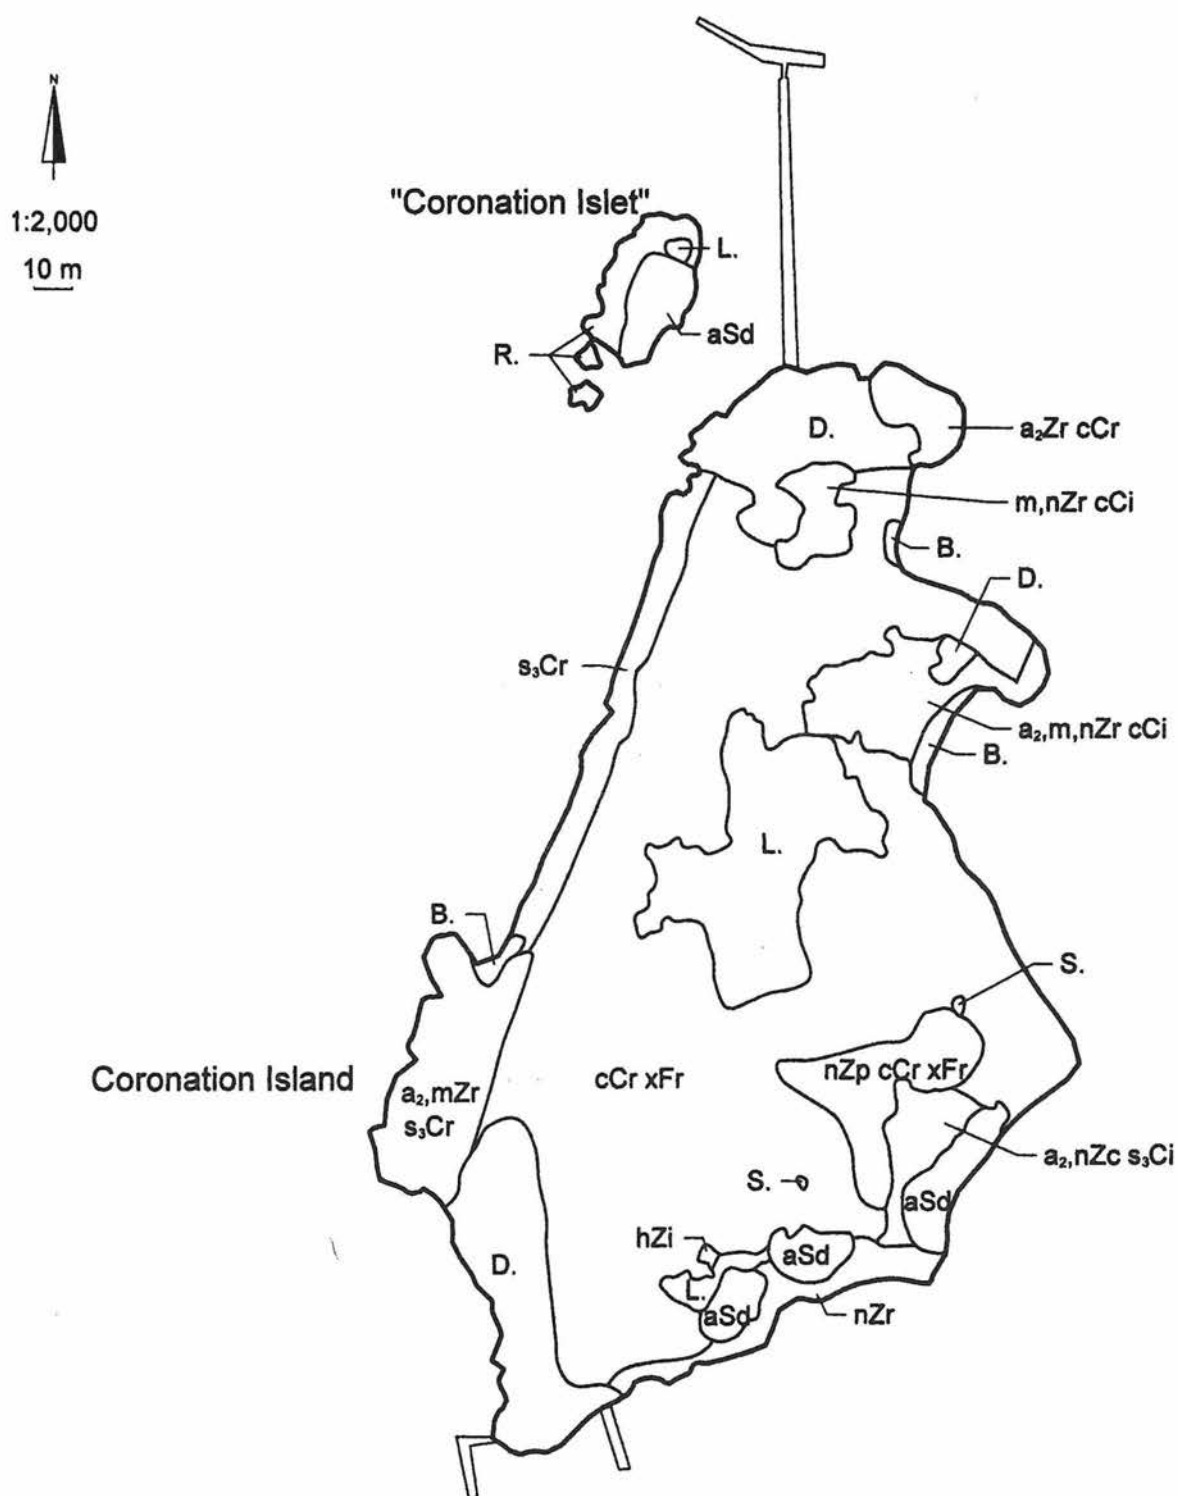 N
1:2,000
10 m
"Coronation Islet"
L.
aSd
R.
D.
a₂Zr cCr
m,nZr cCi
B.
D.
s₃Cr
a₂,m,nZr cCi
B.
L.
B.
S.
Coronation Island
a₂,mZr
s₃Cr
cCr xFr
nZp cCr xFr
a₂,nZc s₃Ci
S.
aSd
hZi
aSd
D.
L.
aSd
nZr